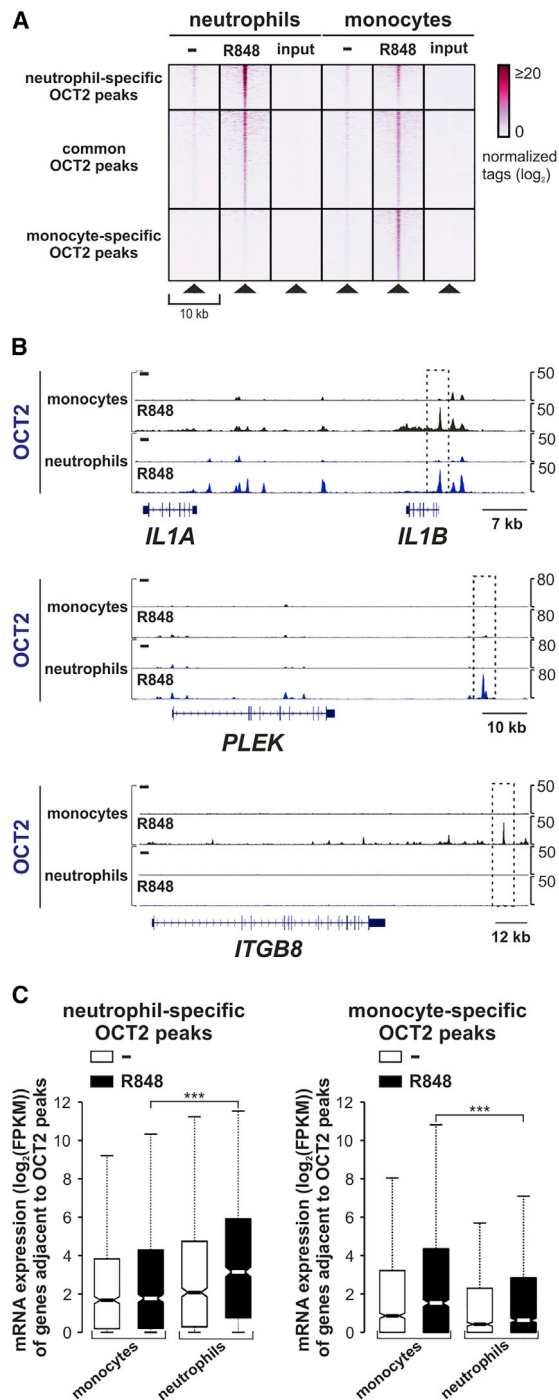 A
neutrophils monocytes
– R848 input – R848 input
neutrophil-specific
OCT2 peaks
common
OCT2 peaks
monocyte-specific
OCT2 peaks
≥20
0
normalized
tags (log₂)
10 kb
B
OCT2
monocytes
neutrophils
–
R848
–
R848
50
50
50
50
IL1A
IL1B
7 kb
OCT2
monocytes
neutrophils
–
R848
–
R848
80
80
80
80
PLEK
10 kb
OCT2
monocytes
neutrophils
–
R848
–
R848
50
50
50
50
ITGB8
12 kb
C
neutrophil-specific
OCT2 peaks
–
R848
mRNA expression (log₂(FPKM))
of genes adjacent to OCT2 peaks
12
10
8
6
4
2
0
***
monocytes
neutrophils
monocyte-specific
OCT2 peaks
–
R848
mRNA expression (log₂(FPKM))
of genes adjacent to OCT2 peaks
12
10
8
6
4
2
0
***
monocytes
neutrophils